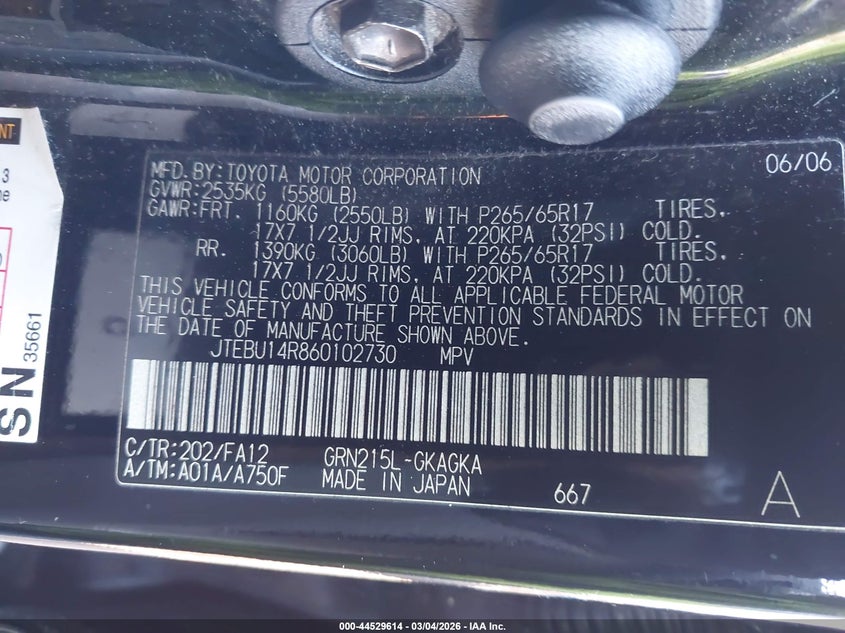 MFD. BY: TOYOTA MOTOR CORPORATION 06/06
GVWR: 2535KG (5580LB)
GAWR: FRT. 1160KG (2550LB) WITH P265/65R17 TIRES.
17X7 1/2JJ RIMS, AT 220KPA (32PSI) COLD.
RR. 1390KG (3060LB) WITH P265/65R17 TIRES.
17X7 1/2JJ RIMS, AT 220KPA (32PSI) COLD.
THIS VEHICLE CONFORMS TO ALL APPLICABLE FEDERAL MOTOR
VEHICLE SAFETY AND THEFT PREVENTION STANDARDS IN EFFECT ON
THE DATE OF MANUFACTURE SHOWN ABOVE.
JTEBU14R860102730 MPV
C/TR: 202/FA12 GRN215L-GKAGKA
A/TM: A01A/A750F MADE IN JAPAN 667 A
SN 35661
000-44529614 - 03/04/2026 - IAA Inc.